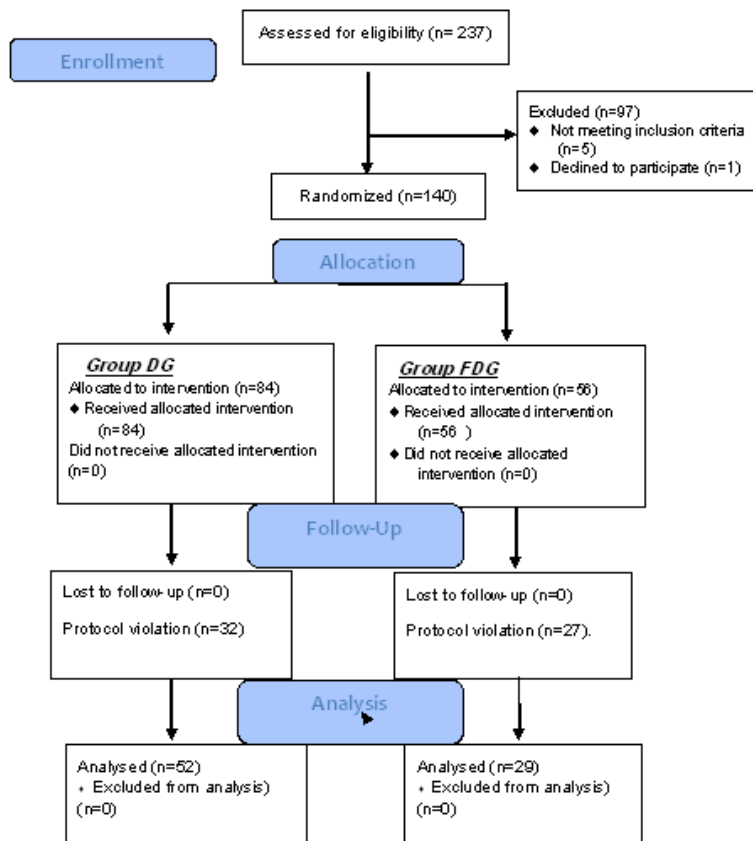 Assessed for eligibility (n= 237)
Enrollment
Excluded (n=97)
◆ Not meeting inclusion criteria
(n=5)
◆ Declined to participate (n=1)
Randomized (n=140)
Allocation
Group DG
Allocated to intervention (n=84)
◆ Received allocated intervention
(n=84)
Did not receive allocated intervention
(n=0)
Group FDG
Allocated to intervention (n=56)
◆ Received allocated intervention
(n=56 )
◆ Did not receive allocated
intervention (n=0)
Follow-Up
Lost to follow-up (n=0)
Protocol violation (n=32)
Lost to follow-up (n=0)
Protocol violation (n=27).
Analysis
Analysed (n=52)
⬩ Excluded from analysis)
(n=0)
Analysed (n=29)
⬩ Excluded from analysis)
(n=0)